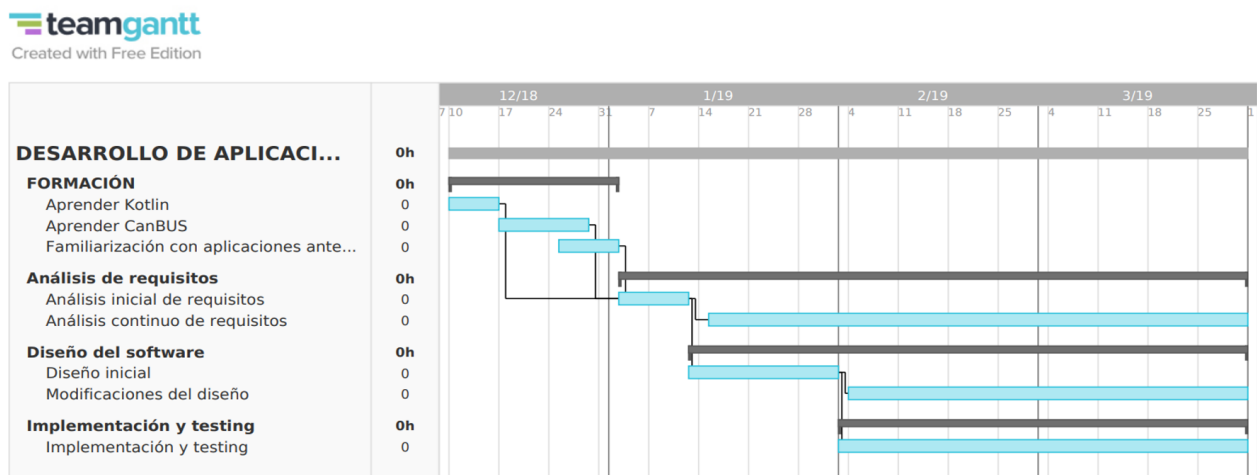 teamgantt
Created with Free Edition
12/18 1/19 2/19 3/19
7 10 17 24 31 7 14 21 28 4 11 18 25 4 11 18 25 1
DESARROLLO DE APLICACI... 0h
FORMACIÓN 0h
Aprender Kotlin 0
Aprender CanBUS 0
Familiarización con aplicaciones ante... 0
Análisis de requisitos 0h
Análisis inicial de requisitos 0
Análisis continuo de requisitos 0
Diseño del software 0h
Diseño inicial 0
Modificaciones del diseño 0
Implementación y testing 0h
Implementación y testing 0